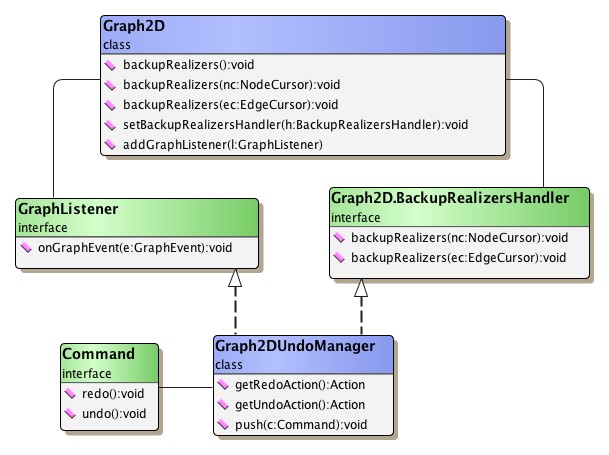 Graph2D
class
backupRealizers():void
backupRealizers(nc:NodeCursor):void
backupRealizers(ec:EdgeCursor):void
setBackupRealizersHandler(h:BackupRealizersHandler):void
addGraphListener(l:GraphListener)
GraphListener
interface
onGraphEvent(e:GraphEvent):void
Graph2D.BackupRealizersHandler
interface
backupRealizers(nc:NodeCursor):void
backupRealizers(ec:EdgeCursor):void
Command
interface
redo():void
undo():void
Graph2DUndoManager
class
getRedoAction():Action
getUndoAction():Action
push(c:Command):void